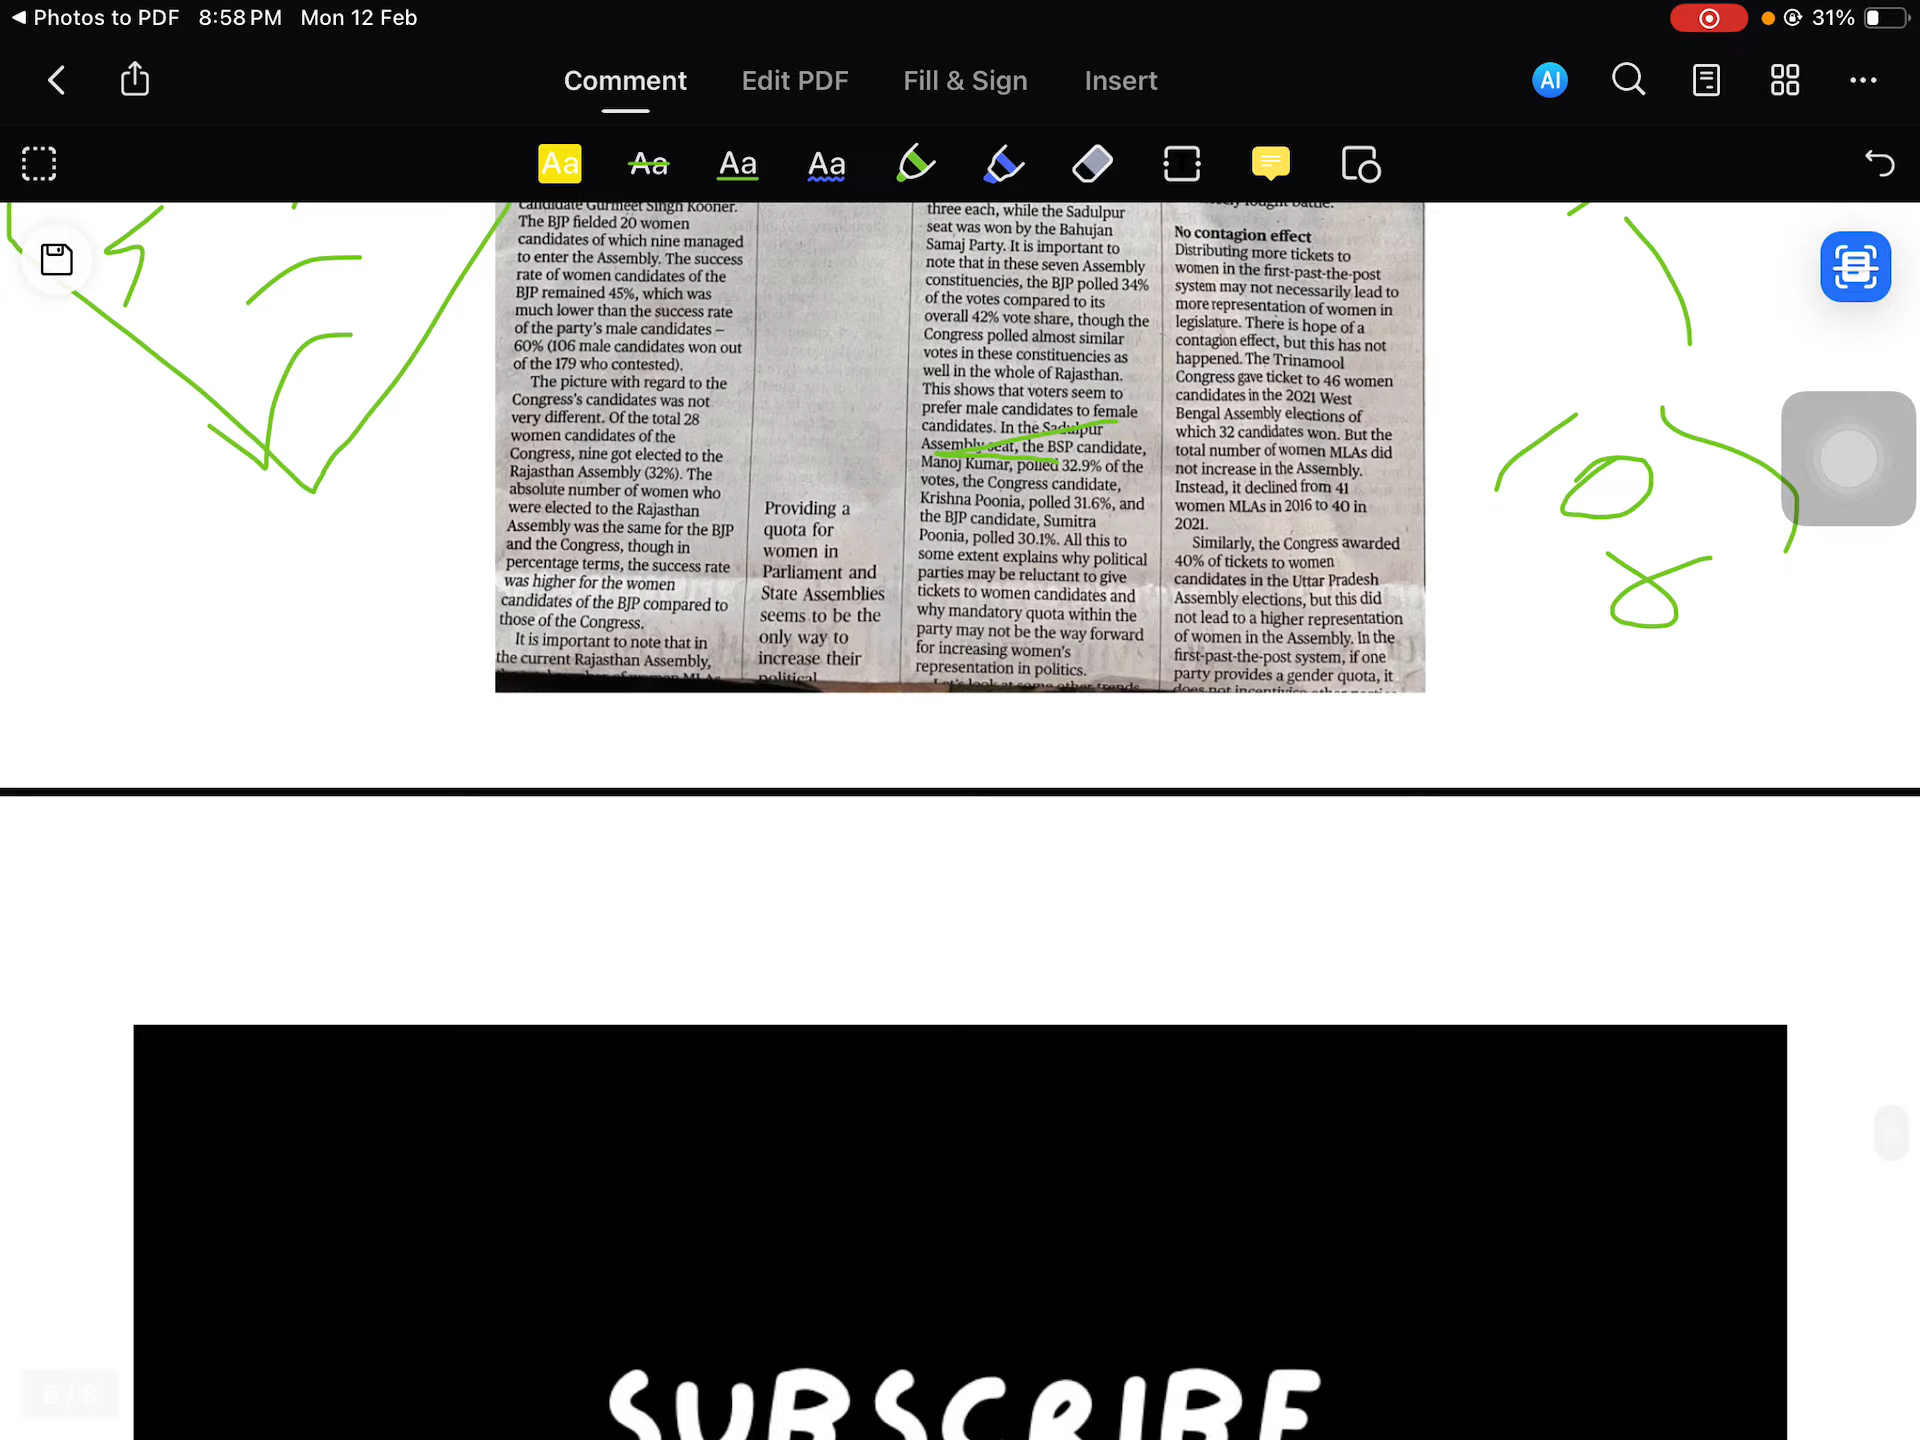 Photos to PDF 8:58 PM Mon 12 Feb
31%
Comment
Edit PDF
Fill & Sign
Insert
AI
Aa
Aa
Aa
Aa
candidate Gurmeet Singh Kooner.
The BJP fielded 20 women
candidates of which nine managed
to enter the Assembly. The success
rate of women candidates of the
BJP remained 45%, which was
much lower than the success rate
of the party's male candidates –
60% (106 male candidates won out
of the 179 who contested).
The picture with regard to the
Congress's candidates was not
very different. Of the total 28
women candidates of the
Congress, nine got elected to the
Rajasthan Assembly (32%). The
absolute number of women who
were elected to the Rajasthan
Assembly was the same for the BJP
and the Congress, though in
percentage terms, the success rate
was higher for the women
candidates of the BJP compared to
those of the Congress.
It is important to note that in
the current Rajasthan Assembly,
Providing a
quota for
women in
Parliament and
State Assemblies
seems to be the
only way to
increase their
political
three each, while the Sadulpur
seat was won by the Bahujan
Samaj Party. It is important to
note that in these seven Assembly
constituencies, the BJP polled 34%
of the votes compared to its
overall 42% vote share, though the
Congress polled almost similar
votes in these constituencies as
well in the whole of Rajasthan.
This shows that voters seem to
prefer male candidates to female
candidates. In the Sadulpur
Assembly seat, the BSP candidate,
Manoj Kumar, polled 32.9% of the
votes, the Congress candidate,
Krishna Poonia, polled 31.6%, and
the BJP candidate, Sumitra
Poonia, polled 30.1%. All this to
some extent explains why political
parties may be reluctant to give
tickets to women candidates and
why mandatory quota within the
party may not be the way forward
for increasing women's
representation in politics.
Let's look at some other trends
fought battle.
No contagion effect
Distributing more tickets to
women in the first-past-the-post
system may not necessarily lead to
more representation of women in
legislature. There is hope of a
contagion effect, but this has not
happened. The Trinamool
Congress gave ticket to 46 women
candidates in the 2021 West
Bengal Assembly elections of
which 32 candidates won. But the
total number of women MLAs did
not increase in the Assembly.
Instead, it declined from 41
women MLAs in 2016 to 40 in
2021.
Similarly, the Congress awarded
40% of tickets to women
candidates in the Uttar Pradesh
Assembly elections, but this did
not lead to a higher representation
of women in the Assembly. In the
first-past-the-post system, if one
party provides a gender quota, it
does not incentivise other
6/8
SUBSCRIBE